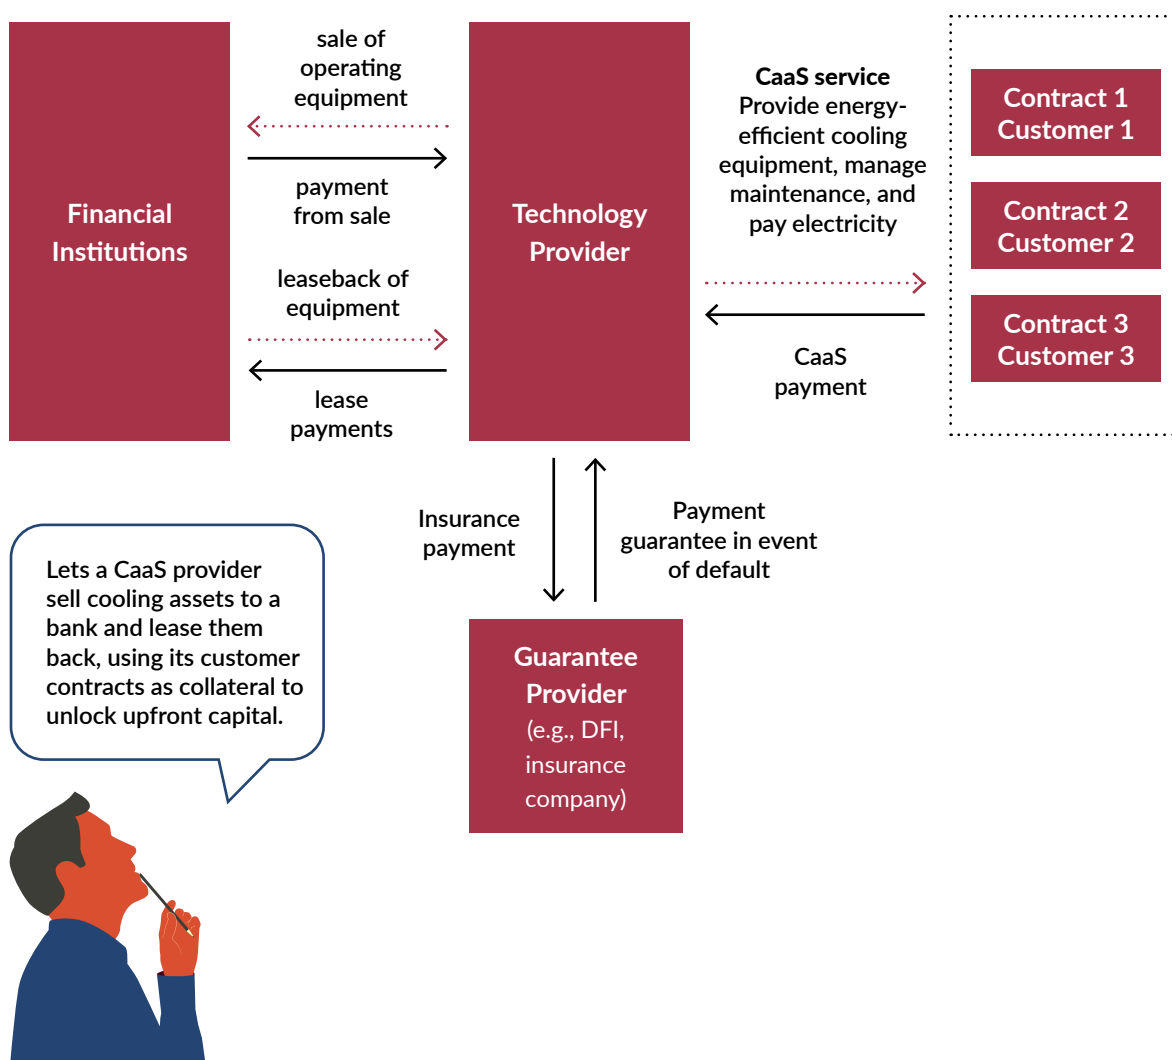 Financial
Institutions
sale of
operating
equipment
payment
from sale
leaseback of
equipment
lease
payments
Technology
Provider
CaaS service
Provide energy-
efficient cooling
equipment, manage
maintenance, and
pay electricity
CaaS
payment
Contract 1
Customer 1
Contract 2
Customer 2
Contract 3
Customer 3
Insurance
payment
Payment
guarantee in event
of default
Guarantee
Provider
(e.g., DFI,
insurance
company)
Lets a CaaS provider
sell cooling assets to a
bank and lease them
back, using its customer
contracts as collateral to
unlock upfront capital.